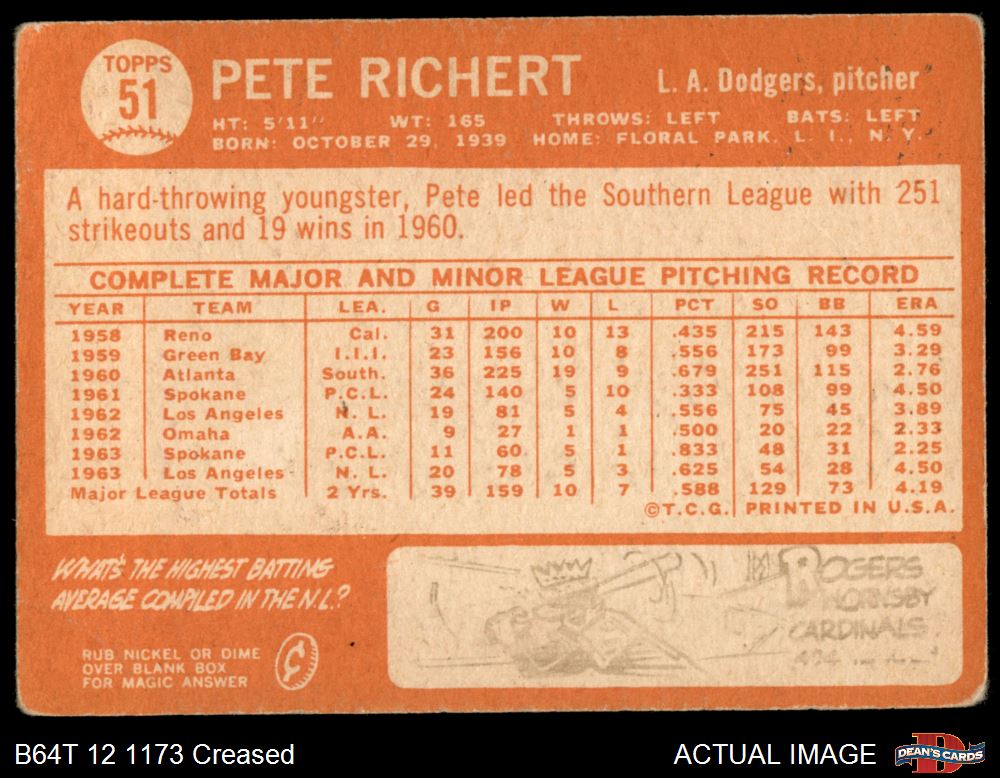 TOPPS
51
PETE RICHERT
L. A. Dodgers, pitcher
HT: 5'11" WT: 165 THROWS: LEFT BATS: LEFT
BORN: OCTOBER 29, 1939 HOME: FLORAL PARK, L. I., N. Y.
A hard-throwing youngster, Pete led the Southern League with 251
strikeouts and 19 wins in 1960.
COMPLETE MAJOR AND MINOR LEAGUE PITCHING RECORD
YEAR TEAM LEA. G IP W L PCT SO BB ERA
1958 Reno Cal. 31 200 10 13 .435 215 143 4.59
1959 Green Bay I.I.I. 23 156 10 8 .556 173 99 3.29
1960 Atlanta South. 36 225 19 9 .679 251 115 2.76
1961 Spokane P.C.L. 24 140 5 10 .333 108 99 4.50
1962 Los Angeles N. L. 19 81 5 4 .556 75 45 3.89
1962 Omaha A.A. 9 27 1 1 .500 20 22 2.33
1963 Spokane P.C.L. 11 60 5 1 .833 48 31 2.25
1963 Los Angeles N. L. 20 78 5 3 .625 54 28 4.50
Major League Totals 2 Yrs. 39 159 10 7 .588 129 73 4.19
©T.C.G. PRINTED IN U.S.A.
WHAT'S THE HIGHEST BATTING
AVERAGE COMPILED IN THE N.L.?
RUB NICKEL OR DIME
OVER BLANK BOX
FOR MAGIC ANSWER
ROGERS
HORNSBY
CARDINALS
B64T 12 1173 Creased
ACTUAL IMAGE
DEAN'S CARDS